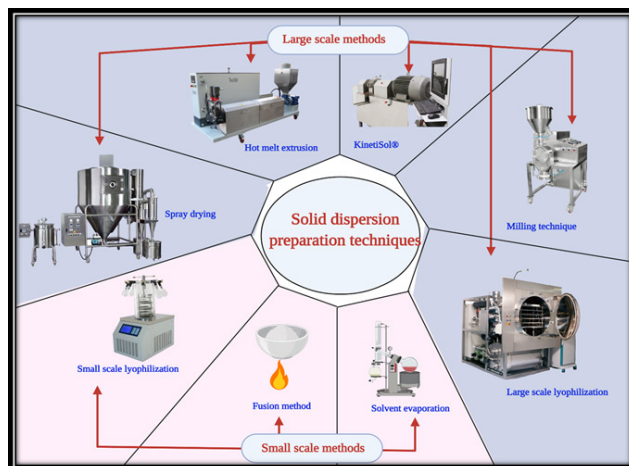 Large scale methods
Hot melt extrusion
KinetiSol®
Milling technique
Spray drying
Solid dispersion
preparation techniques
Small scale lyophilization
Fusion method
Solvent evaporation
Large scale lyophilization
Small scale methods